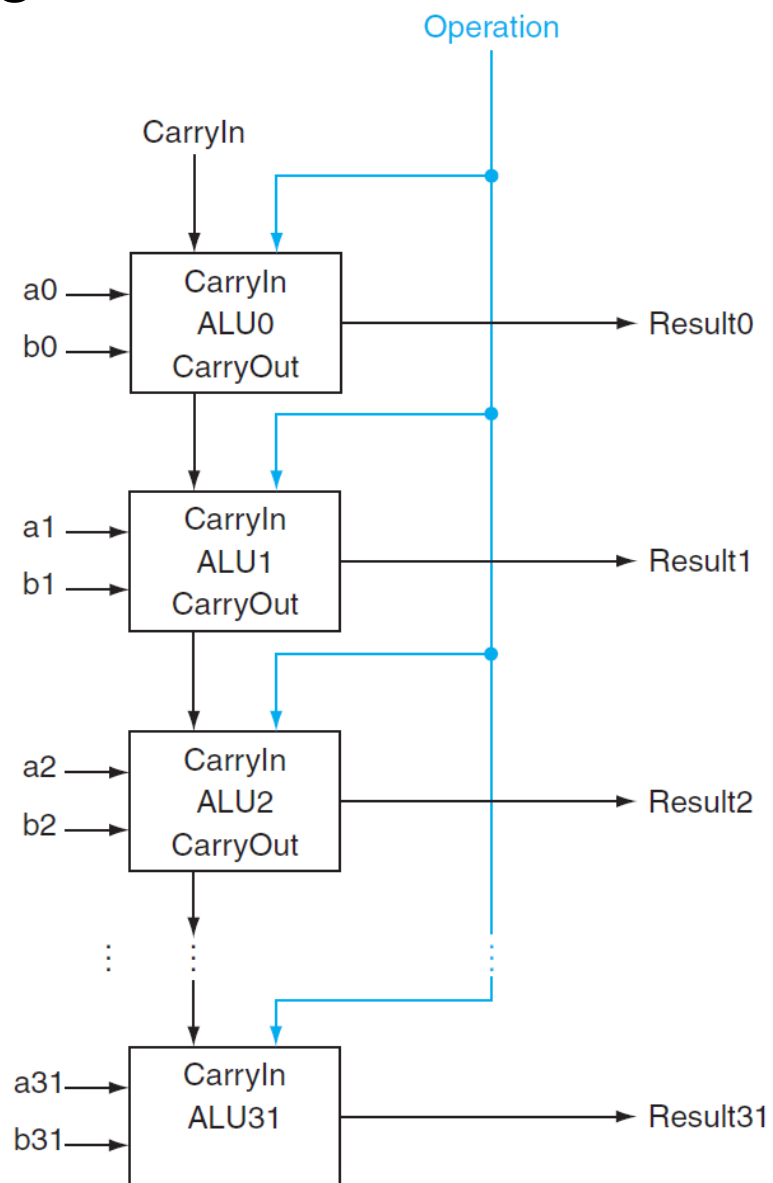 Operation
CarryIn
a0
b0
CarryIn
ALU0
CarryOut
Result0
a1
b1
CarryIn
ALU1
CarryOut
Result1
a2
b2
CarryIn
ALU2
CarryOut
Result2
a31
b31
CarryIn
ALU31
Result31